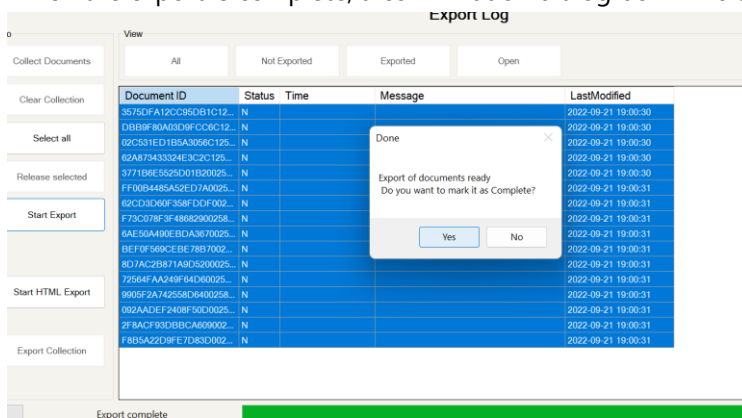 the export is complete, a
Export Log
View
Collect Documents All Not Exported Exported Open
Clear Collection
Select all
Release selected
Start Export
Start HTML Export
Export Collection
Document ID Status Time Message LastModified
3575DFA12CC95DB1C12... N 2022-09-21 19:00:30
DBB9F80A03D9FCC6C12... N 2022-09-21 19:00:30
02C531ED1B5A3056C125... N 2022-09-21 19:00:30
62A873433324E3C2C125... N 2022-09-21 19:00:30
3771B6E5525D01B20025... N 2022-09-21 19:00:30
FF00B4485A52ED7A0025... N 2022-09-21 19:00:31
62CD3D60F358FDDF002... N 2022-09-21 19:00:31
F73C078F3F48682900258... N 2022-09-21 19:00:31
6AE50A490EBDA3670025... N 2022-09-21 19:00:31
BEF0F569CEBE78B7002... N 2022-09-21 19:00:31
8D7AC2B871A9D5200025... N 2022-09-21 19:00:31
72564FAA249F64D60025... N 2022-09-21 19:00:31
9905F2A742558D6400258... N 2022-09-21 19:00:31
092AADEF2408F50D0025... N 2022-09-21 19:00:31
2F8ACF93DBBCA609002... N 2022-09-21 19:00:31
F8B5A22D9FE7D83D002... N 2022-09-21 19:00:31
Done
Export of documents ready
Do you want to mark it as Complete?
Yes No
Export complete